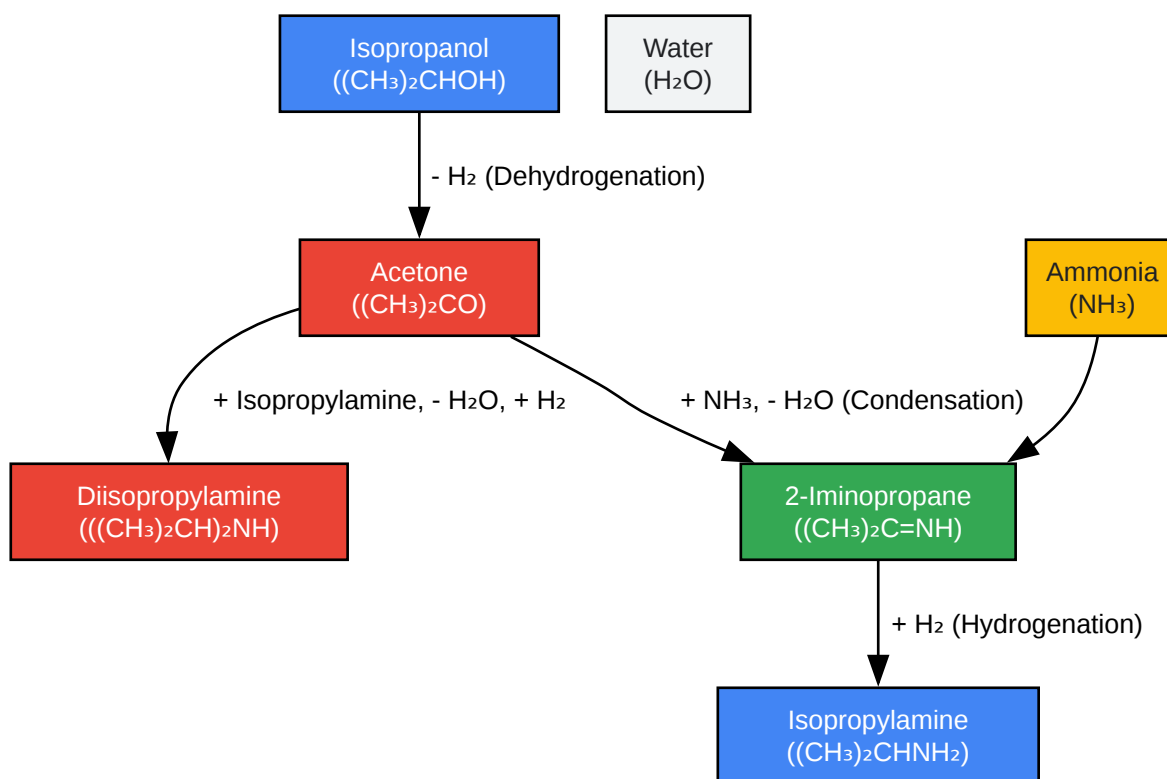 Isopropanol
((CH₃)₂CHOH)
Water
(H₂O)
- H₂ (Dehydrogenation)
Acetone
((CH₃)₂CO)
Ammonia
(NH₃)
+ Isopropylamine, - H₂O, + H₂
+ NH₃, - H₂O (Condensation)
Diisopropylamine
(((CH₃)₂CH)₂NH)
2-Iminopropane
((CH₃)₂C=NH)
+ H₂ (Hydrogenation)
Isopropylamine
((CH₃)₂CHNH₂)